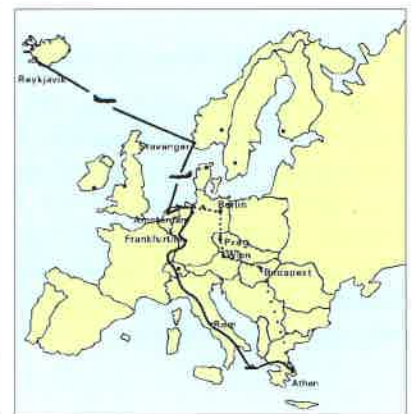 Reykjavik
Stavanger
Amsterdam
Berlin
Frankfurt
Prag
Wien
Budapest
Rom
Athen